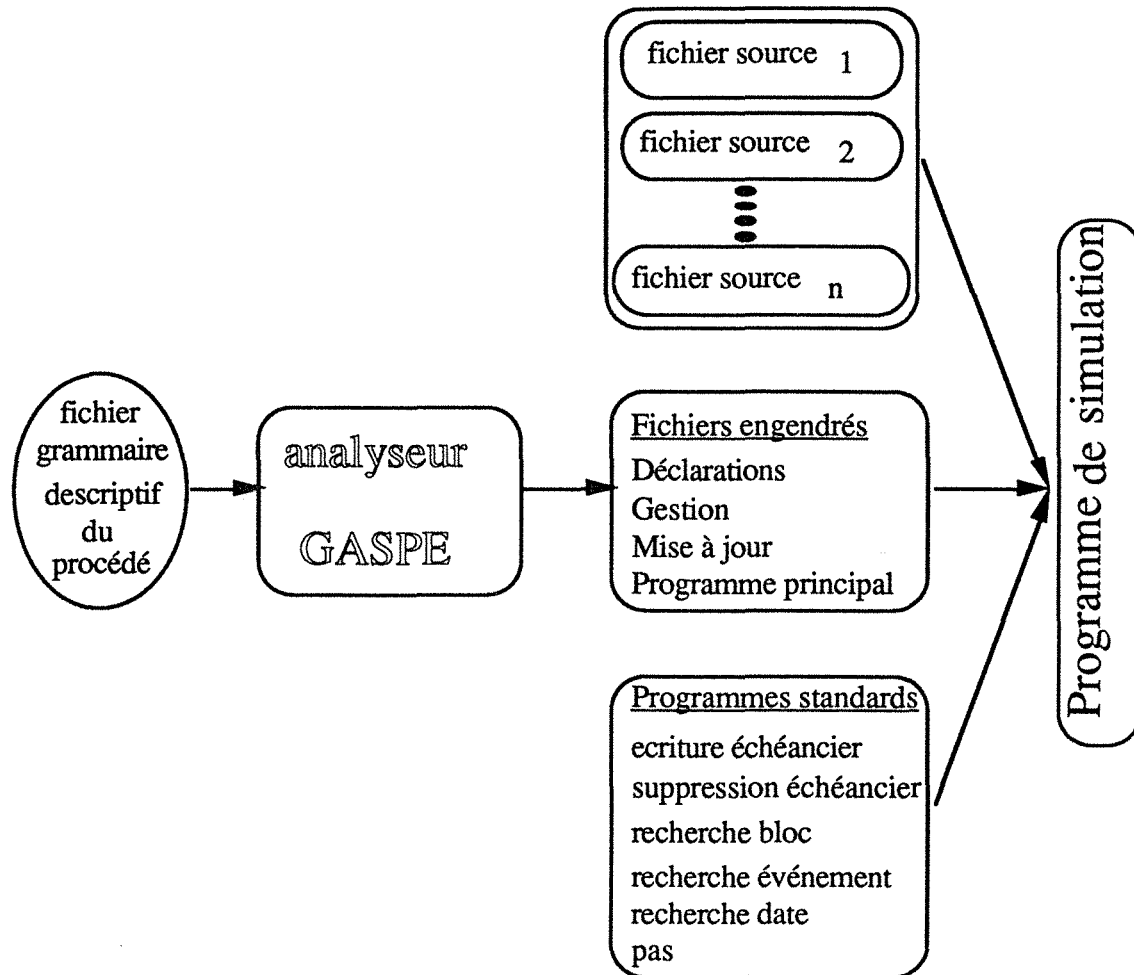 fichier source 1
fichier source 2
fichier source n
fichier
grammaire
descriptif
du
procédé
analyseur
GASPE
Fichiers engendrés
Déclarations
Gestion
Mise à jour
Programme principal
Programmes standards
ecriture échéancier
suppression échéancier
recherche bloc
recherche événement
recherche date
pas
Programme de simulation